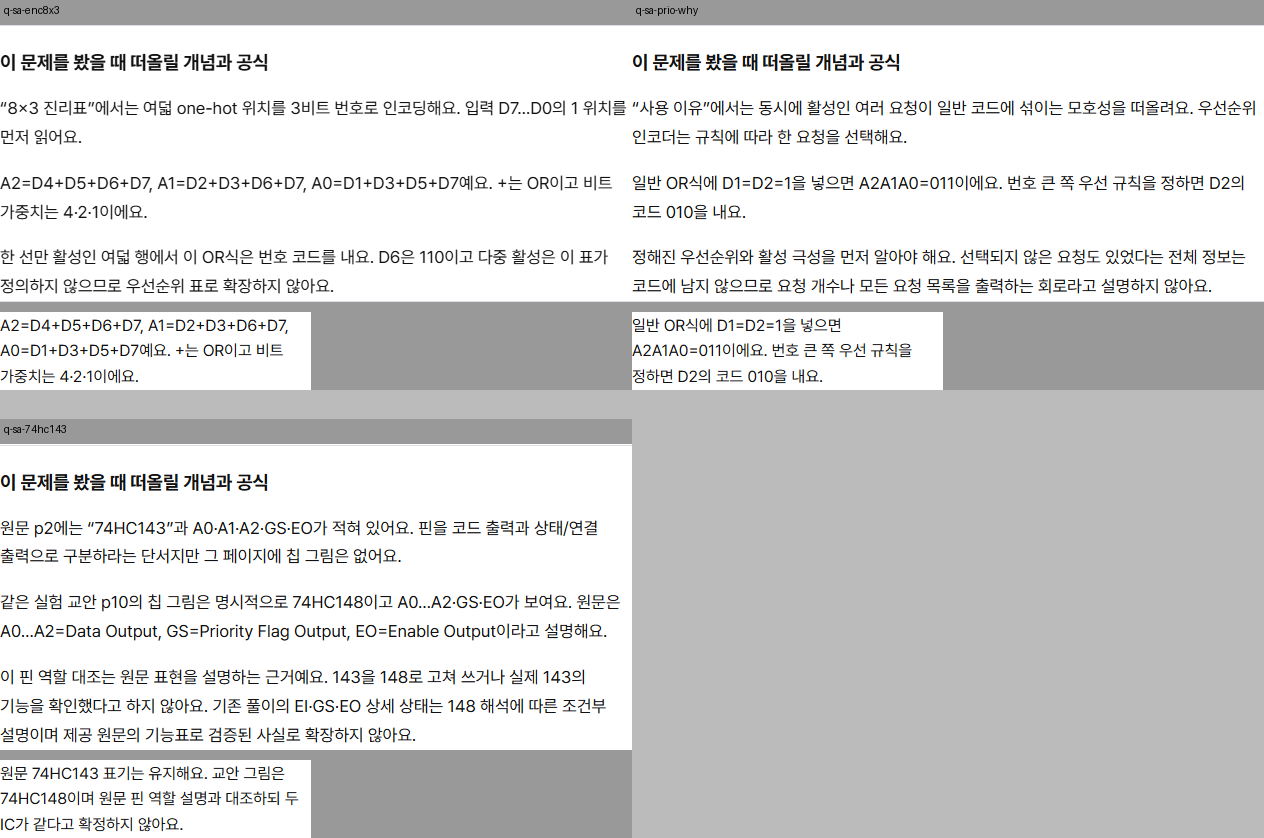 q-sa-enc8x3
이 문제를 봤을 때 떠올릴 개념과 공식
“8×3 진리표”에서는 여덟 one-hot 위치를 3비트 번호로 인코딩해요. 입력 D7…D0의 1 위치를
먼저 읽어요.
A2=D4+D5+D6+D7, A1=D2+D3+D6+D7, A0=D1+D3+D5+D7예요. +는 OR이고 비트
가중치는 4·2·1이에요.
한 선만 활성인 여덟 행에서 이 OR식은 번호 코드를 내요. D6은 110이고 다중 활성은 이 표가
정의하지 않으므로 우선순위 표로 확장하지 않아요.
A2=D4+D5+D6+D7, A1=D2+D3+D6+D7,
A0=D1+D3+D5+D7예요. +는 OR이고 비트
가중치는 4·2·1이에요.
q-sa-prio-why
이 문제를 봤을 때 떠올릴 개념과 공식
“사용 이유”에서는 동시에 활성인 여러 요청이 일반 코드에 섞이는 모호성을 떠올려요. 우선순위
인코더는 규칙에 따라 한 요청을 선택해요.
일반 OR식에 D1=D2=1을 넣으면 A2A1A0=011이에요. 번호 큰 쪽 우선 규칙을 정하면 D2의
코드 010을 내요.
정해진 우선순위와 활성 극성을 먼저 알아야 해요. 선택되지 않은 요청도 있었다는 전체 정보는
코드에 남지 않으므로 요청 개수나 모든 요청 목록을 출력하는 회로라고 설명하지 않아요.
일반 OR식에 D1=D2=1을 넣으면
A2A1A0=011이에요. 번호 큰 쪽 우선 규칙을
정하면 D2의 코드 010을 내요.
q-sa-74hc143
이 문제를 봤을 때 떠올릴 개념과 공식
원문 p2에는 “74HC143”과 A0·A1·A2·GS·EO가 적혀 있어요. 핀을 코드 출력과 상태/연결
출력으로 구분하라는 단서지만 그 페이지에 칩 그림은 없어요.
같은 실험 교안 p10의 칩 그림은 명시적으로 74HC148이고 A0…A2·GS·EO가 보여요. 원문은
A0…A2=Data Output, GS=Priority Flag Output, EO=Enable Output이라고 설명해요.
이 핀 역할 대조는 원문 표현을 설명하는 근거예요. 143을 148로 고쳐 쓰거나 실제 143의
기능을 확인했다고 하지 않아요. 기존 풀이의 EI·GS·EO 상세 상태는 148 해석에 따른 조건부
설명이며 제공 원문의 기능표로 검증된 사실로 확장하지 않아요.
원문 74HC143 표기는 유지해요. 교안 그림은
74HC148이며 원문 핀 역할 설명과 대조하되 두
IC가 같다고 확정하지 않아요.